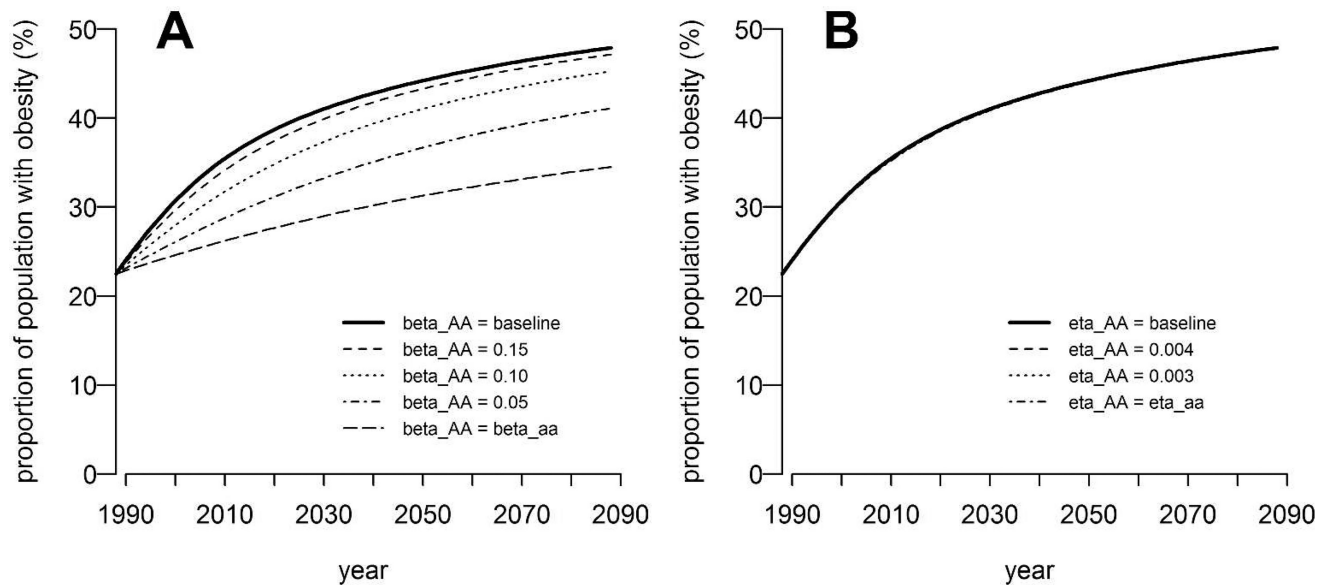 A
proportion of population with obesity (%)
50
40
30
20
10
0
beta_AA = baseline
beta_AA = 0.15
beta_AA = 0.10
beta_AA = 0.05
beta_AA = beta_aa
1990 2010 2030 2050 2070 2090
year
B
proportion of population with obesity (%)
50
40
30
20
10
0
eta_AA = baseline
eta_AA = 0.004
eta_AA = 0.003
eta_AA = eta_aa
1990 2010 2030 2050 2070 2090
year